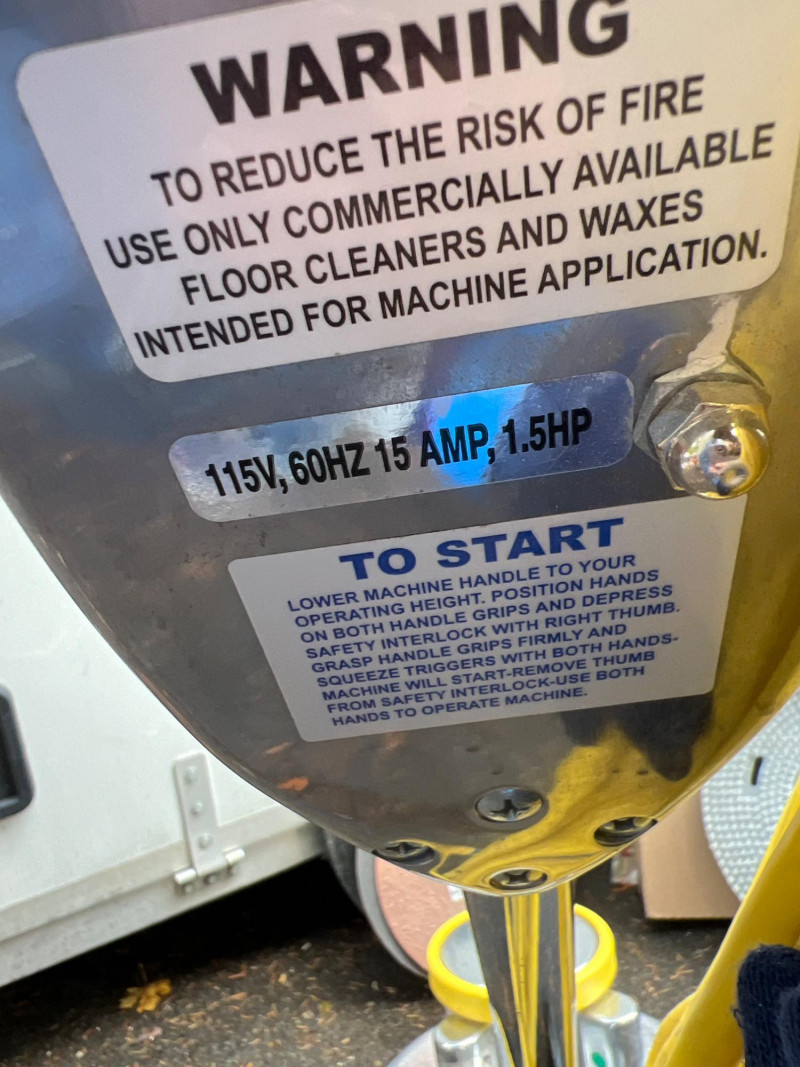 WARNING
TO REDUCE THE RISK OF FIRE
USE ONLY COMMERCIALLY AVAILABLE
FLOOR CLEANERS AND WAXES
INTENDED FOR MACHINE APPLICATION.
115V, 60HZ 15 AMP, 1.5HP
TO START
LOWER MACHINE HANDLE TO YOUR
OPERATING HEIGHT. POSITION HANDS
ON BOTH HANDLE GRIPS AND DEPRESS
SAFETY INTERLOCK WITH RIGHT THUMB.
GRASP HANDLE GRIPS FIRMLY AND
SQUEEZE TRIGGERS WITH BOTH HANDS-
MACHINE WILL START-REMOVE THUMB
FROM SAFETY INTERLOCK-USE BOTH
HANDS TO OPERATE MACHINE.